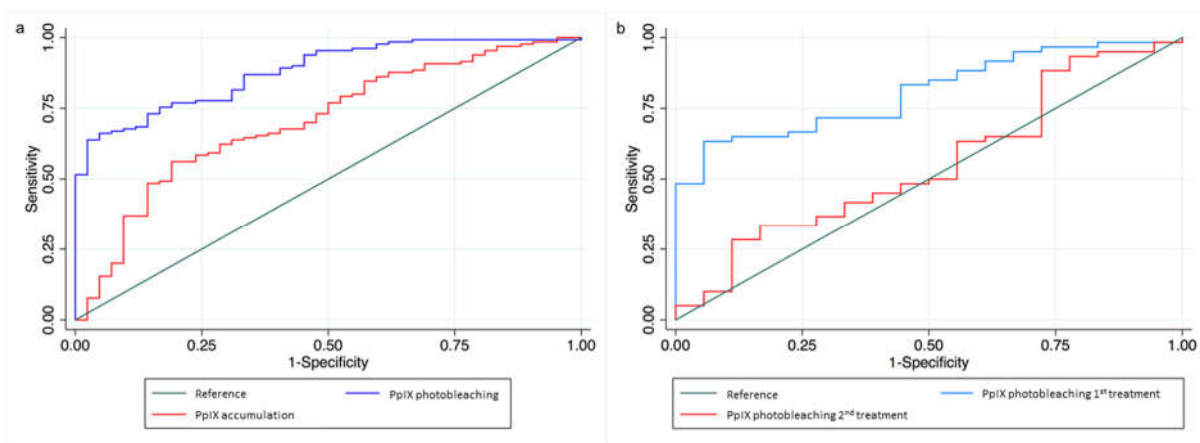 a
1.00
0.75
0.50
0.25
0.00
Sensitivity
0.00 0.25 0.50 0.75 1.00
1-Specificity
Reference PpIX photobleaching
PpIX accumulation
b
1.00
0.75
0.50
0.25
0.00
Sensitivity
0.00 0.25 0.50 0.75 1.00
1-Specificity
Reference PpIX photobleaching 1st treatment
PpIX photobleaching 2nd treatment